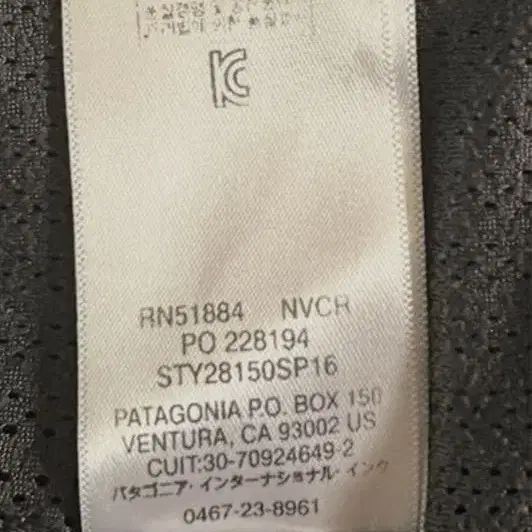 KC
RN51884 NVCR
PO 228194
STY28150SP16
PATAGONIA P.O. BOX 150
VENTURA, CA 93002 US
CUIT:30-70924649-2
パタゴニア・インターナショナル・インク
0467-23-8961